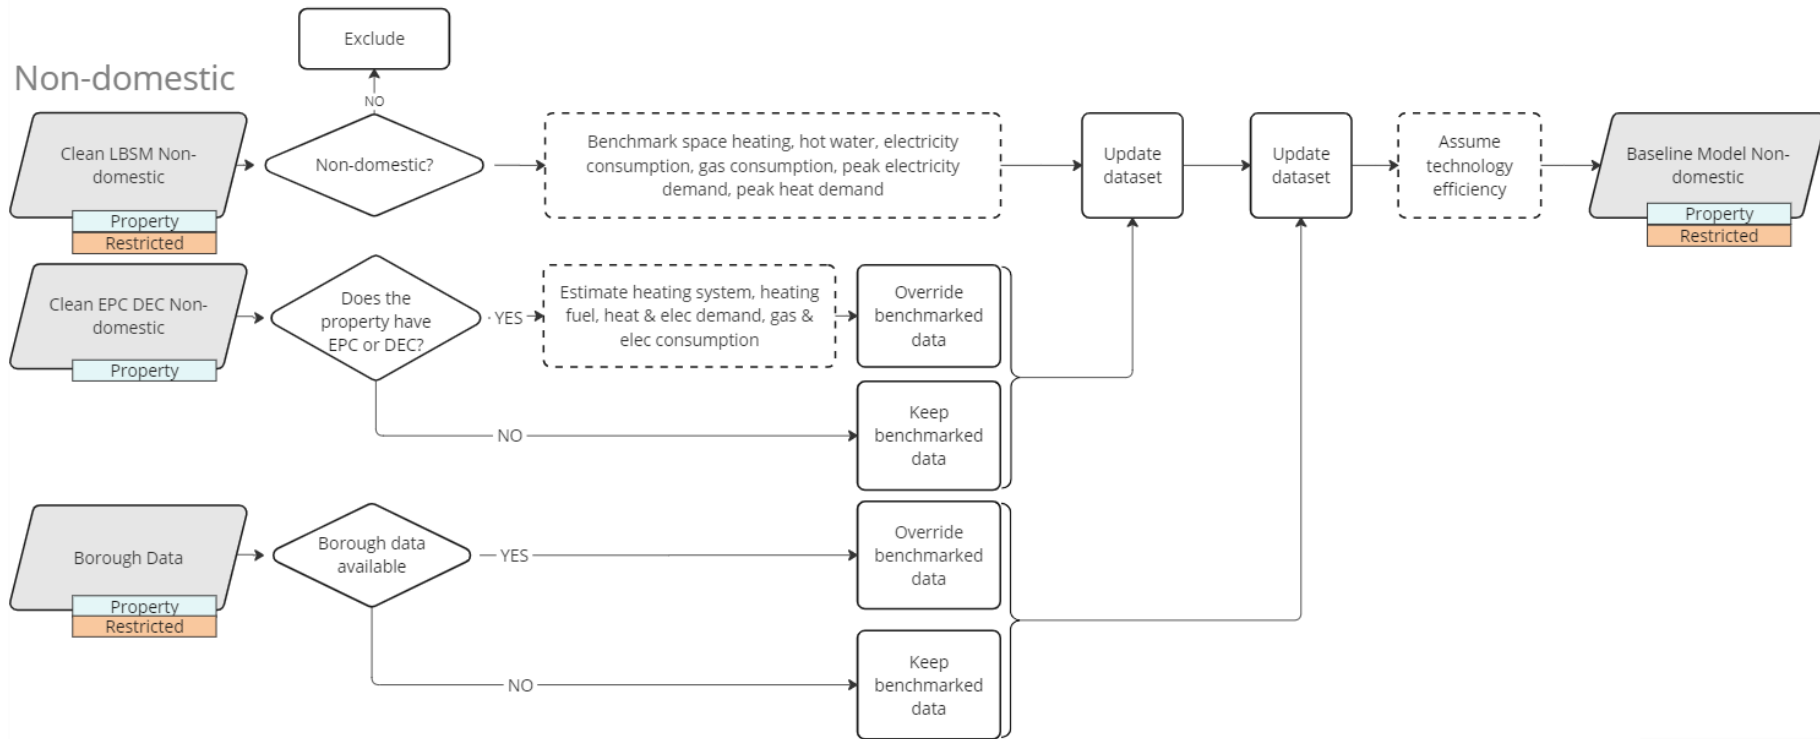 Exclude
Non-domestic
NO
Clean LBSM Non-
domestic
Property
Restricted
Non-domestic?
Benchmark space heating, hot water, electricity
consumption, gas consumption, peak electricity
demand, peak heat demand
Update
dataset
Update
dataset
Assume
technology
efficiency
Baseline Model Non-
domestic
Property
Restricted
Clean EPC DEC Non-
domestic
Property
Does the
property have
EPC or DEC?
YES
Estimate heating system, heating
fuel, heat & elec demand, gas &
elec consumption
Override
benchmarked
data
NO
Keep
benchmarked
data
Borough Data
Property
Restricted
Borough data
available
YES
Override
benchmarked
data
NO
Keep
benchmarked
data